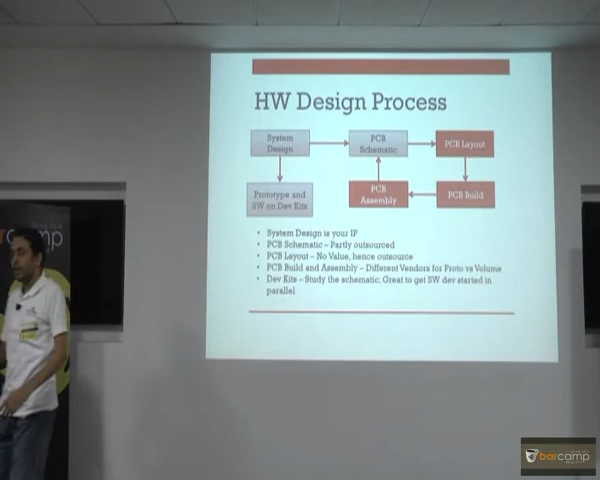 HW Design Process
System
Design
PCB
Schematic
PCB Layout
Prototype and
SW on Dev Kits
PCB
Assembly
PCB Build
• System Design is your IP
• PCB Schematic – Partly outsourced
• PCB Layout – No Value, hence outsource
• PCB Build and Assembly – Different Vendors for Proto vs Volume
• Dev Kits – Study the schematic; Great to get SW dev started in
parallel
barcamp
barcamp